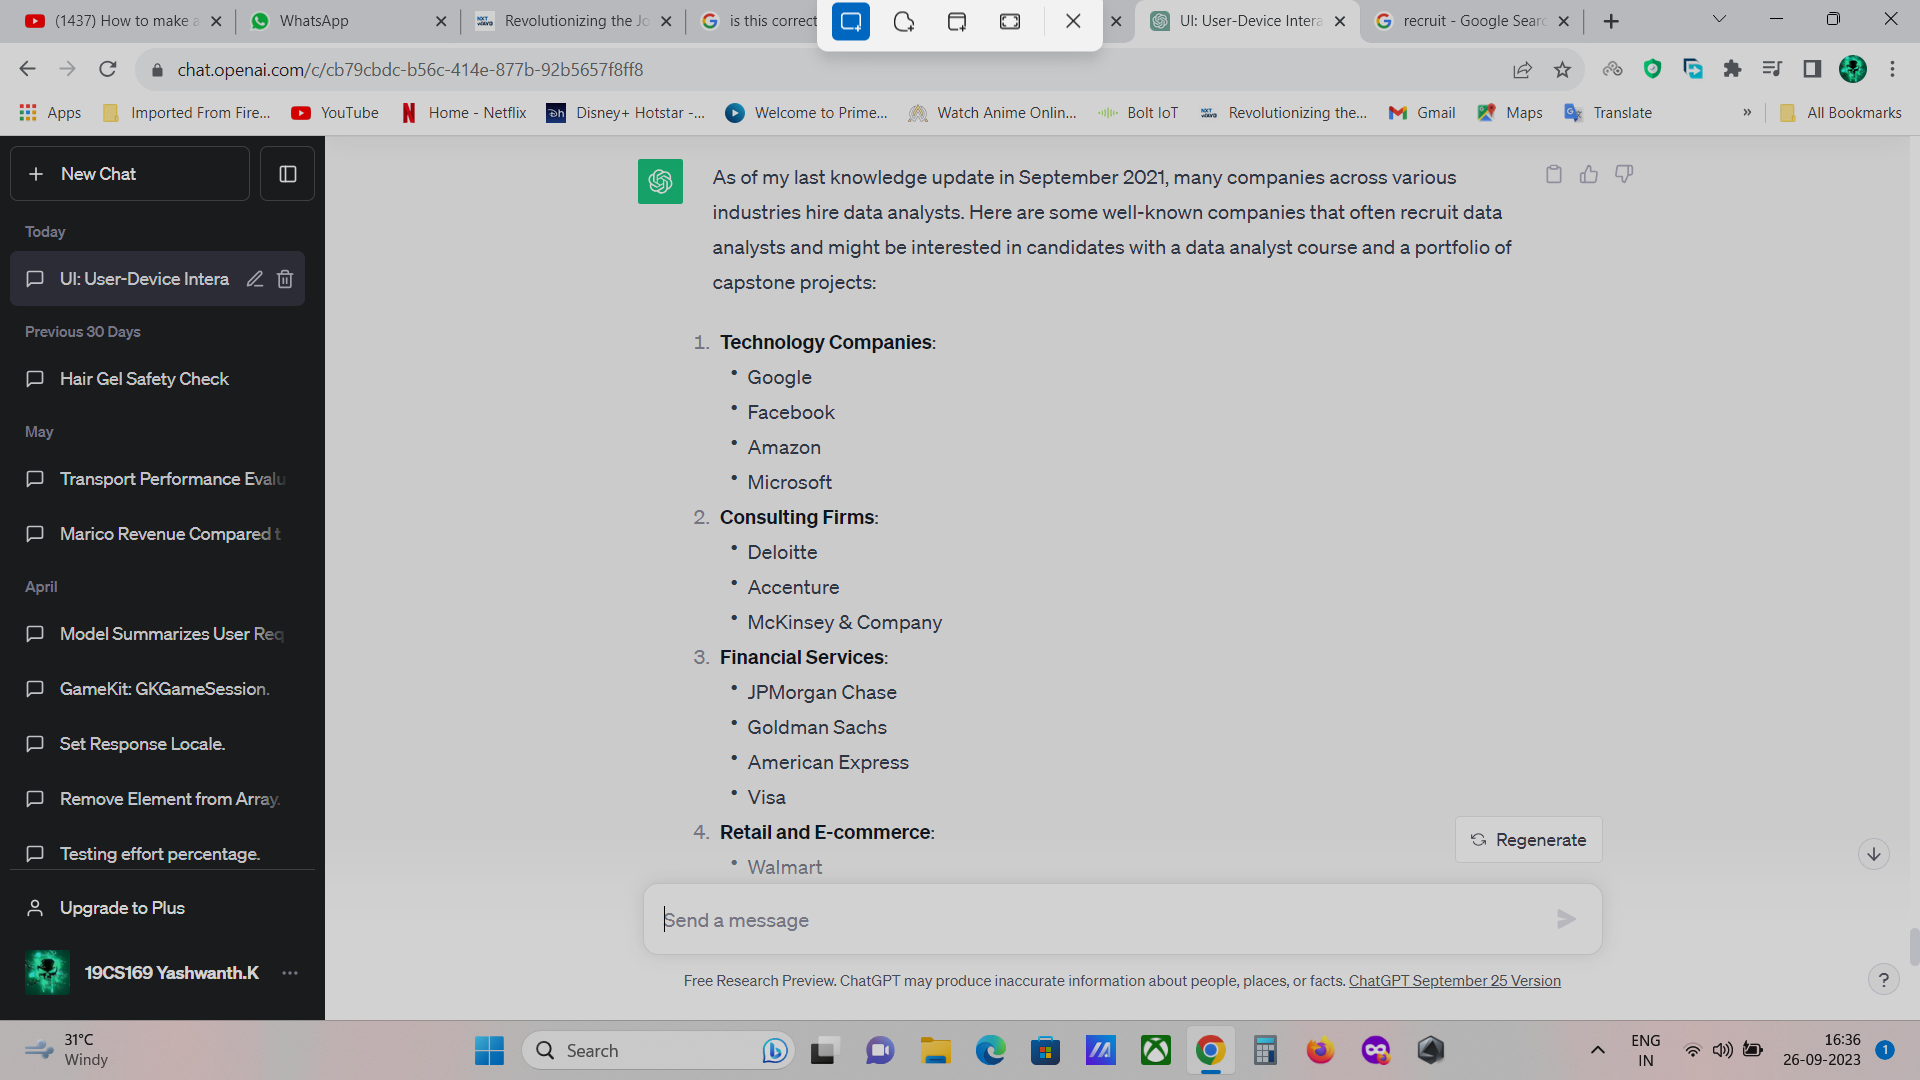 (1437) How to make a
WhatsApp
Revolutionizing the Jo
is this correct
UI: User-Device Intera
recruit - Google Searc
chat.openai.com/c/cb79cbdc-b56c-414e-877b-92b5657f8ff8
Apps
Imported From Fire...
YouTube
Home - Netflix
Disney+ Hotstar -...
Welcome to Prime...
Watch Anime Onlin...
Bolt IoT
Revolutionizing the...
Gmail
Maps
Translate
»
All Bookmarks
+ New Chat
Today
UI: User-Device Intera
Previous 30 Days
Hair Gel Safety Check
May
Transport Performance Evalu
Marico Revenue Compared t
April
Model Summarizes User Req
GameKit: GKGameSession.
Set Response Locale.
Remove Element from Array.
Testing effort percentage.
Upgrade to Plus
19CS169 Yashwanth.K ...
As of my last knowledge update in September 2021, many companies across various
industries hire data analysts. Here are some well-known companies that often recruit data
analysts and might be interested in candidates with a data analyst course and a portfolio of
capstone projects:
1. Technology Companies:
• Google
• Facebook
• Amazon
• Microsoft
2. Consulting Firms:
• Deloitte
• Accenture
• McKinsey & Company
3. Financial Services:
• JPMorgan Chase
• Goldman Sachs
• American Express
• Visa
4. Retail and E-commerce:
• Walmart
Regenerate
Send a message
Free Research Preview. ChatGPT may produce inaccurate information about people, places, or facts. ChatGPT September 25 Version
?
31°C
Windy
Search
ENG
IN
16:36
26-09-2023
1